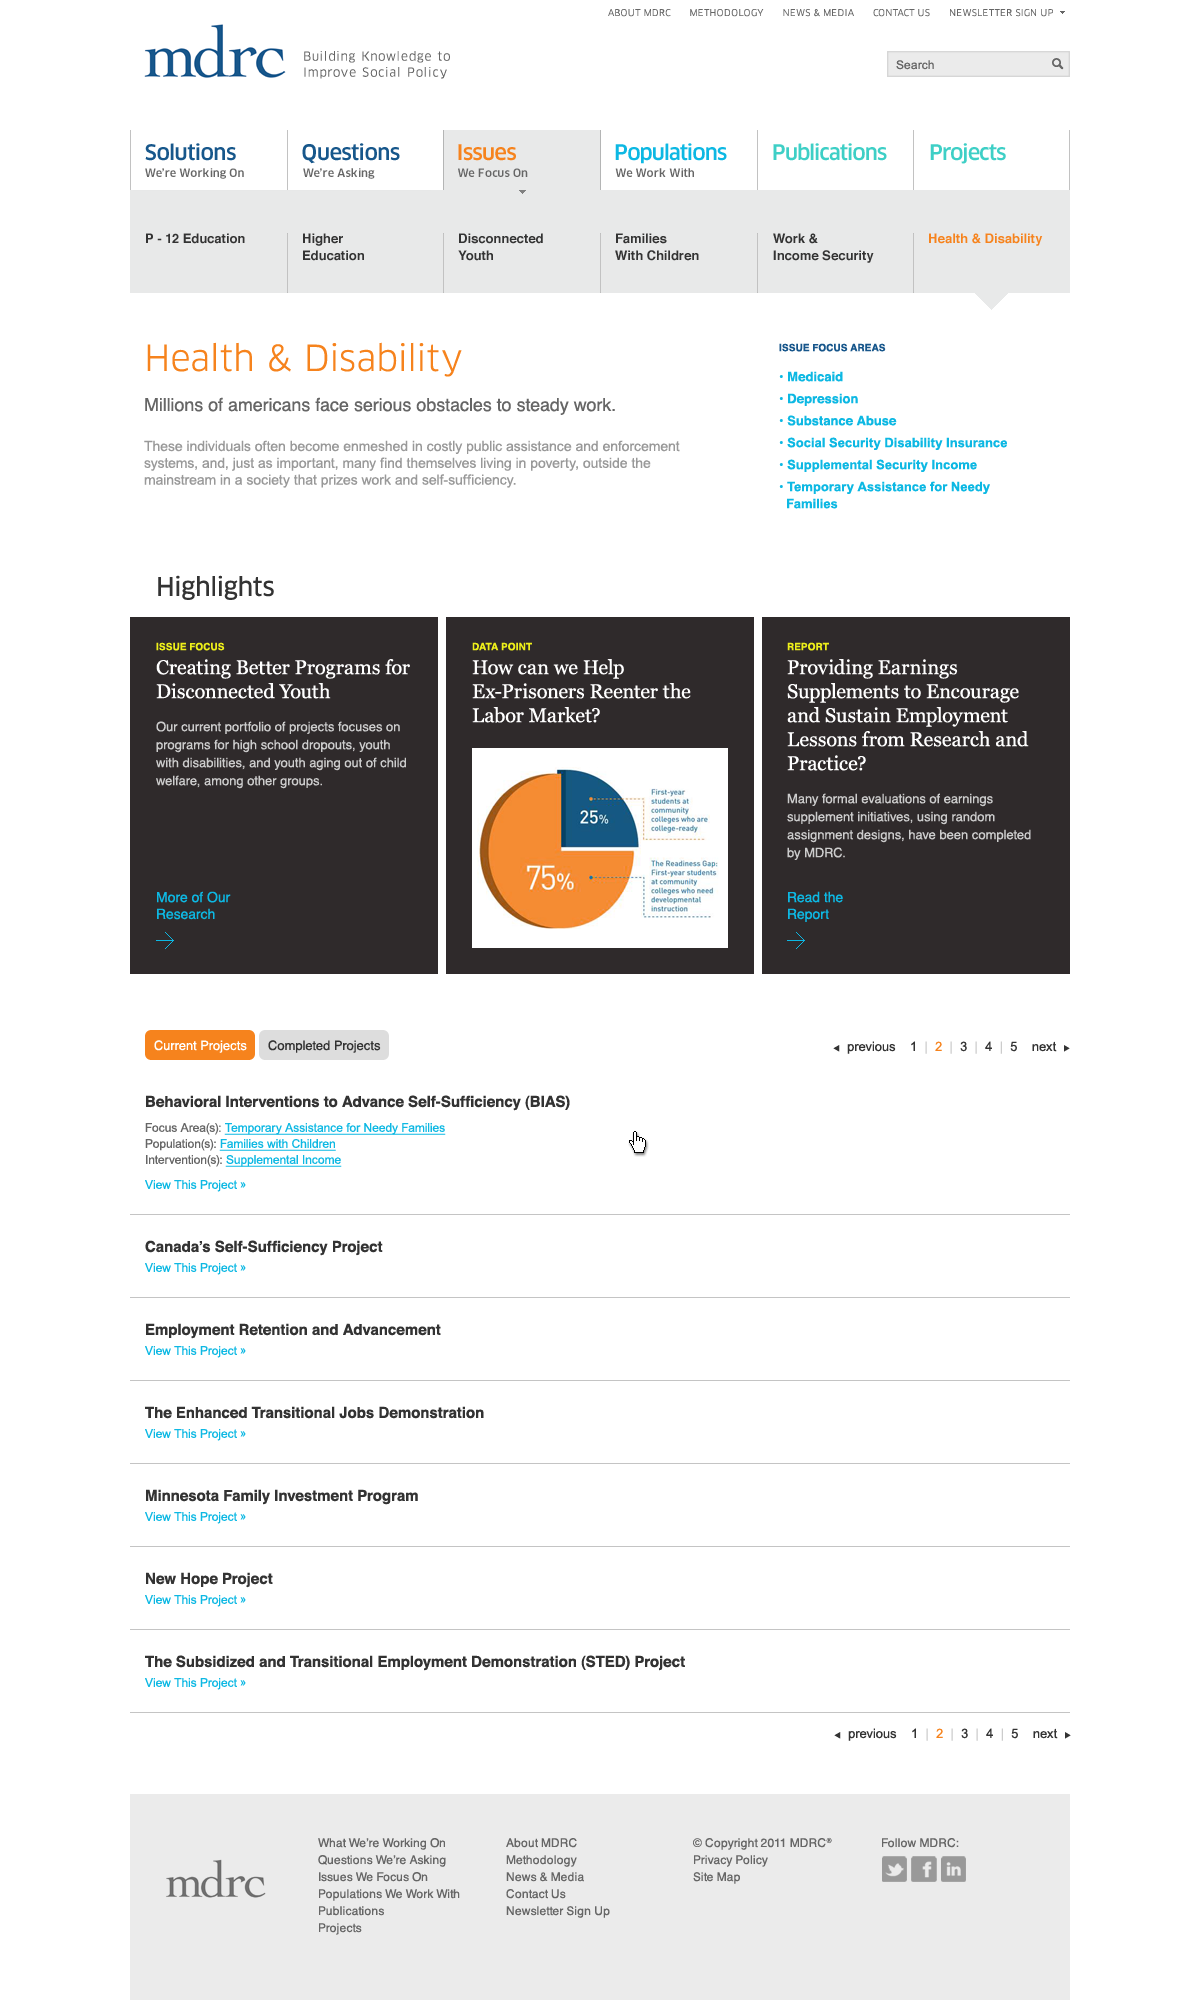 ABOUT MDRC METHODOLOGY NEWS & MEDIA CONTACT US NEWSLETTER SIGN UP
mdrc
Building Knowledge to
Improve Social Policy
Search
Solutions
We're Working On
Questions
We're Asking
Issues
We Focus On
Populations
We Work With
Publications
Projects
P - 12 Education
Higher
Education
Disconnected
Youth
Families
With Children
Work &
Income Security
Health & Disability
Health & Disability
Millions of americans face serious obstacles to steady work.
These individuals often become enmeshed in costly public assistance and enforcement
systems, and, just as important, many find themselves living in poverty, outside the
mainstream in a society that prizes work and self-sufficiency.
ISSUE FOCUS AREAS
· Medicaid
· Depression
· Substance Abuse
· Social Security Disability Insurance
· Supplemental Security Income
· Temporary Assistance for Needy
Families
Highlights
ISSUE FOCUS
Creating Better Programs for
Disconnected Youth
Our current portfolio of projects focuses on
programs for high school dropouts, youth
with disabilities, and youth aging out of child
welfare, among other groups.
More of Our
Research
DATA POINT
How can we Help
Ex-Prisoners Reenter the
Labor Market?
25%
First-year
students at
community
colleges who are
college-ready
75%
The Readiness Gap:
First-year students
at community
colleges who need
developmental
instruction
REPORT
Providing Earnings
Supplements to Encourage
and Sustain Employment
Lessons from Research and
Practice?
Many formal evaluations of earnings
supplement initiatives, using random
assignment designs, have been completed
by MDRC.
Read the
Report
Current Projects Completed Projects
previous 1 | 2 | 3 | 4 | 5 next
Behavioral Interventions to Advance Self-Sufficiency (BIAS)
Focus Area(s): Temporary Assistance for Needy Families
Population(s): Families with Children
Intervention(s): Supplemental Income
View This Project »
Canada's Self-Sufficiency Project
View This Project »
Employment Retention and Advancement
View This Project »
The Enhanced Transitional Jobs Demonstration
View This Project »
Minnesota Family Investment Program
View This Project »
New Hope Project
View This Project »
The Subsidized and Transitional Employment Demonstration (STED) Project
View This Project »
previous 1 | 2 | 3 | 4 | 5 next
mdrc
What We're Working On
Questions We're Asking
Issues We Focus On
Populations We Work With
Publications
Projects
About MDRC
Methodology
News & Media
Contact Us
Newsletter Sign Up
© Copyright 2011 MDRC®
Privacy Policy
Site Map
Follow MDRC:
f in